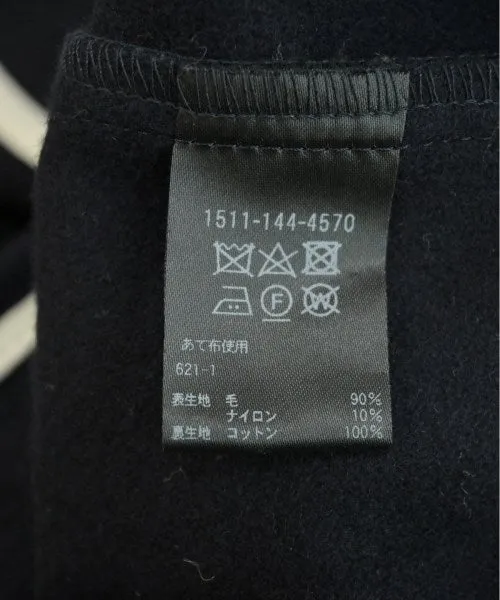 1511-144-4570
F W
あて布使用
621-1
表生地 毛 90%
ナイロン 10%
裏生地 コットン 100%